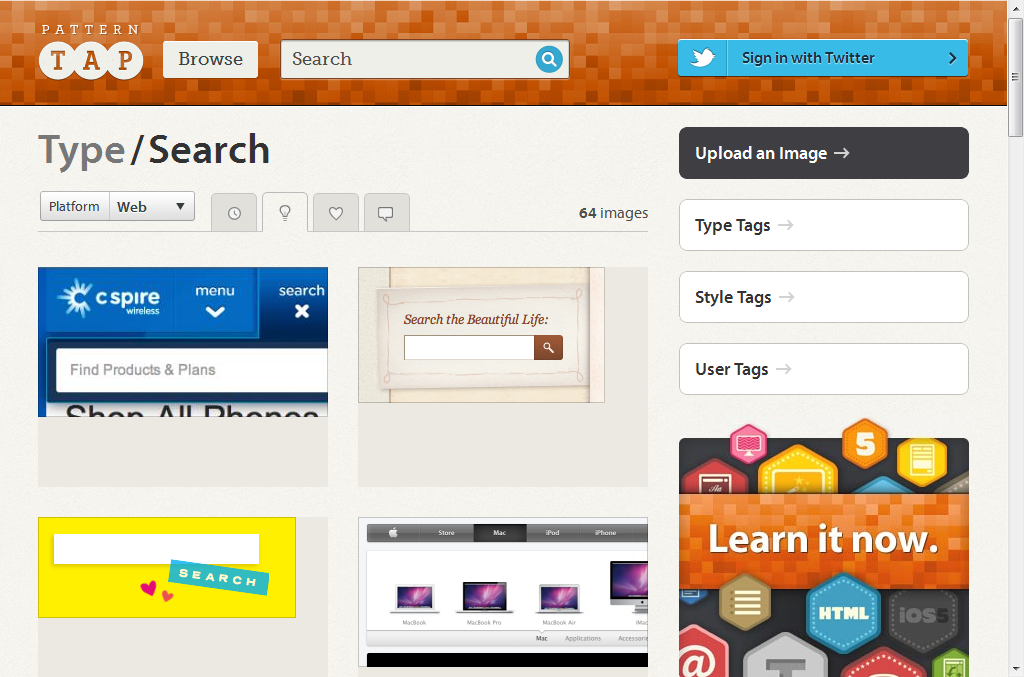 PATTERN
TAP
Browse
Search
Sign in with Twitter
Type/Search
Upload an Image →
Platform
Web
64 images
Type Tags →
Style Tags →
User Tags →
c spire
wireless
menu
search
Find Products & Plans
Shop All Phones
Search the Beautiful Life:
SEARCH
Store
Mac
iPod
iPhone
MacBook
MacBook Pro
MacBook Air
iMac
Mac
Applications
Accessories
5
Aa
Learn it now.
HTML
iOS5
@
T